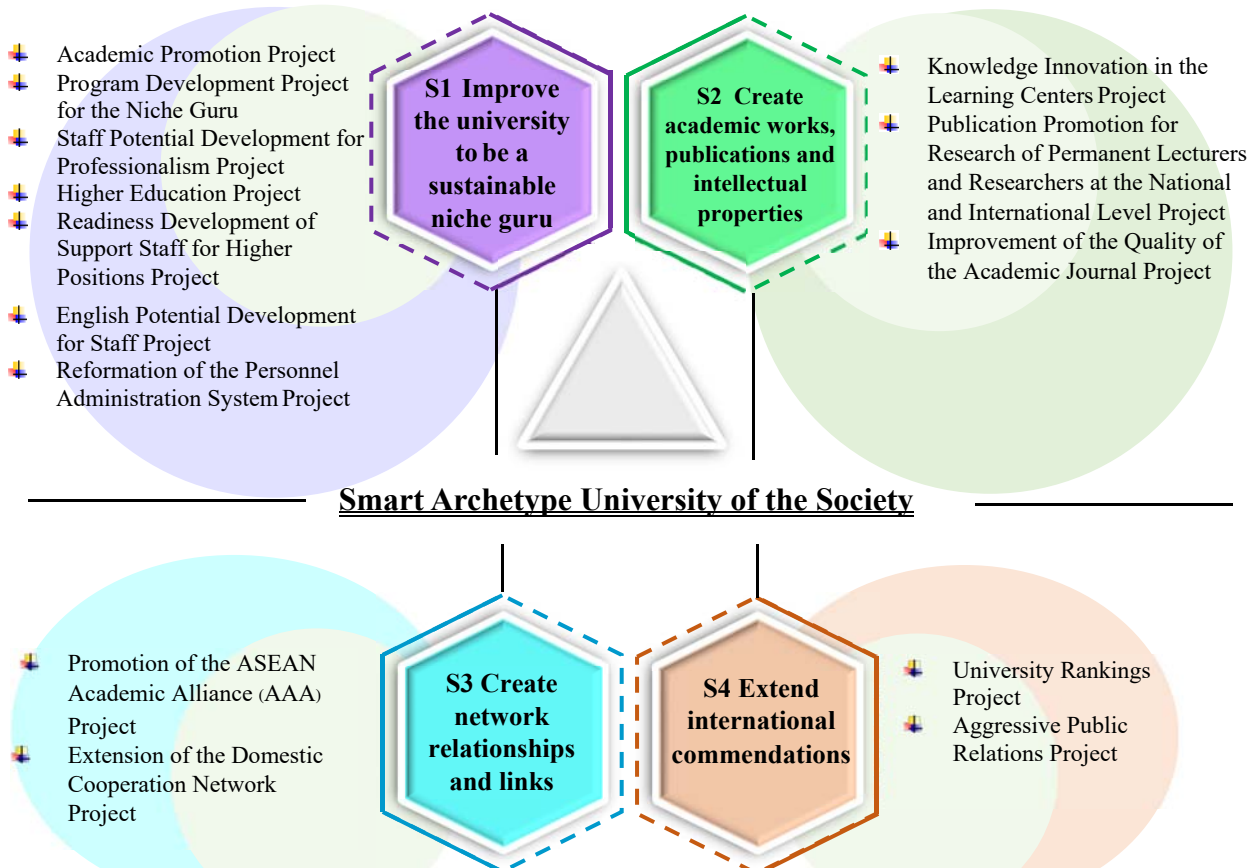 Academic Promotion Project
Program Development Project
for the Niche Guru
Staff Potential Development for
Professionalism Project
Higher Education Project
Readiness Development of
Support Staff for Higher
Positions Project
English Potential Development
for Staff Project
Reformation of the Personnel
Administration System Project
S1 Improve
the university
to be a
sustainable
niche guru
S2 Create
academic works,
publications and
intellectual
properties
Knowledge Innovation in the
Learning Centers Project
Publication Promotion for
Research of Permanent Lecturers
and Researchers at the National
and International Level Project
Improvement of the Quality of
the Academic Journal Project
Smart Archetype University of the Society
Promotion of the ASEAN
Academic Alliance (AAA)
Project
Extension of the Domestic
Cooperation Network
Project
S3 Create
network
relationships
and links
S4 Extend
international
commendations
University Rankings
Project
Aggressive Public
Relations Project